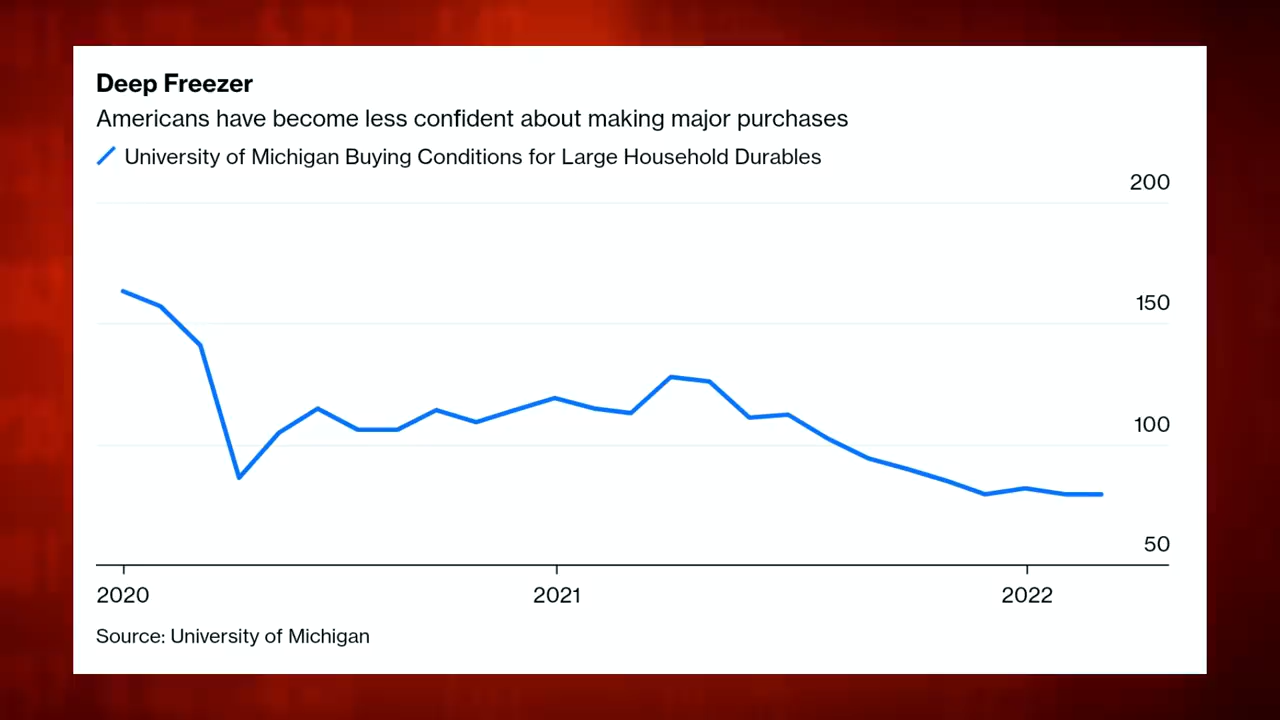 Deep Freezer
Americans have become less confident about making major purchases
University of Michigan Buying Conditions for Large Household Durables
200
150
100
50
2020
2021
2022
Source: University of Michigan